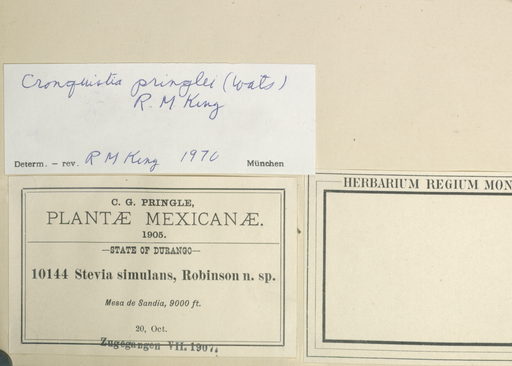 Cronquistia pringlei (Wats)
R. M King
Determ. – rev. R M King 1970 München
C. G. PRINGLE,
PLANTÆ MEXICANÆ.
1905.
—STATE OF DURANGO—
10144 Stevia simulans, Robinson n. sp.
Mesa de Sandia, 9000 ft.
20, Oct.
Zugegangen VII. 1907.
HERBARIUM REGIUM MON